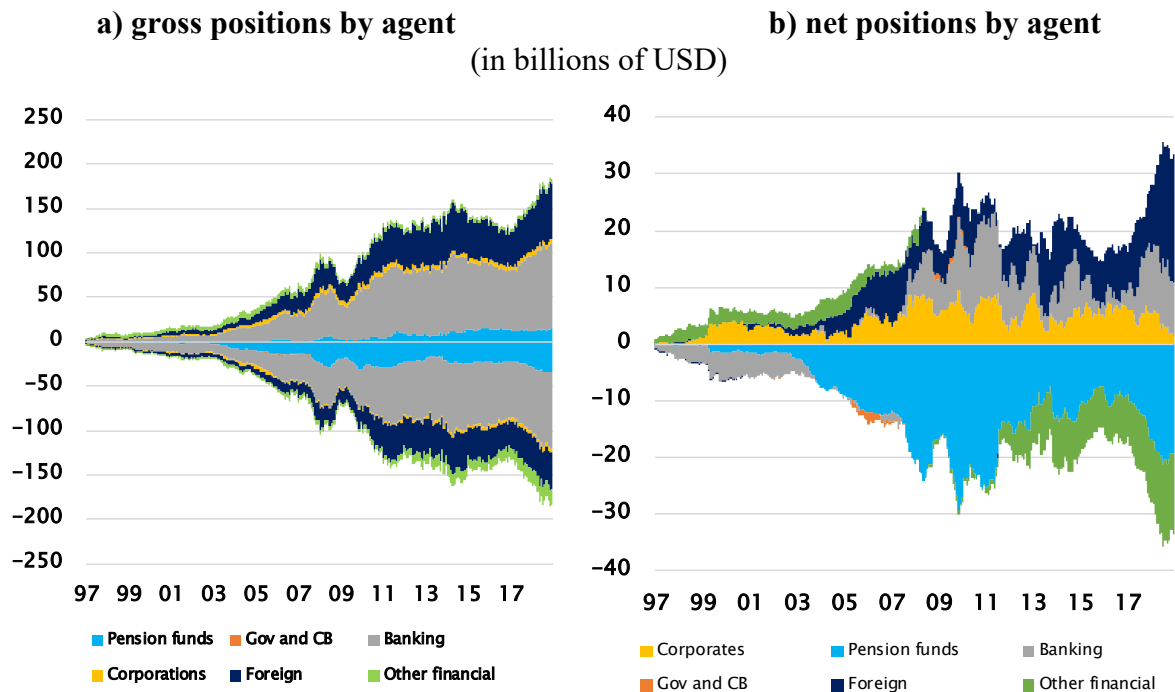 a) gross positions by agent
b) net positions by agent
(in billions of USD)
250
200
150
100
50
0
-50
-100
-150
-200
-250
97 99 01 03 05 07 09 11 13 15 17
Pension funds Gov and CB Banking
Corporations Foreign Other financial
40
30
20
10
0
-10
-20
-30
-40
97 99 01 03 05 07 09 11 13 15 17
Corporates Pension funds Banking
Gov and CB Foreign Other financial